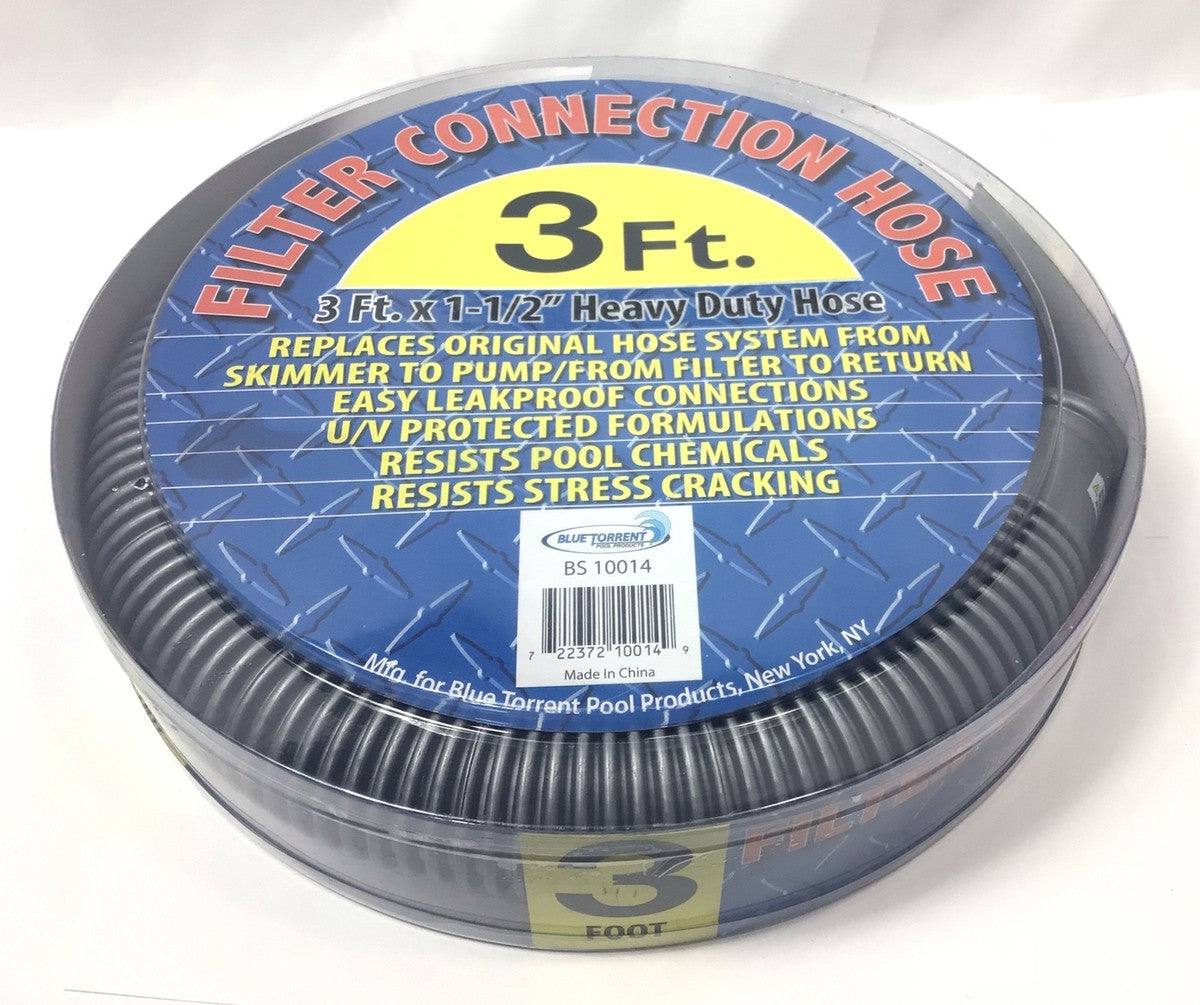 FILTER CONNECTION HOSE
3 Ft.
3 Ft. x 1-1/2" Heavy Duty Hose
REPLACES ORIGINAL HOSE SYSTEM FROM
SKIMMER TO PUMP/FROM FILTER TO RETURN
EASY LEAKPROOF CONNECTIONS
U/V PROTECTED FORMULATIONS
RESISTS POOL CHEMICALS
RESISTS STRESS CRACKING
BLUE TORRENT
POOL PRODUCTS
BS 10014
7 22372 10014 9
Made In China
Mfg. for Blue Torrent Pool Products, New York, NY
3 FILTER
FOOT